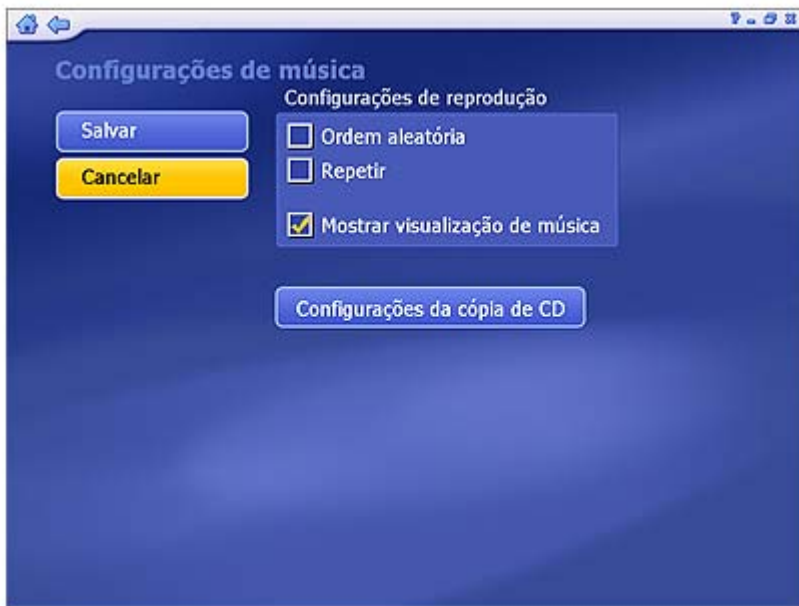 Configurações de música
Configurações de reprodução
Salvar
Cancelar
Ordem aleatória
Repetir
Mostrar visualização de música
Configurações da cópia de CD